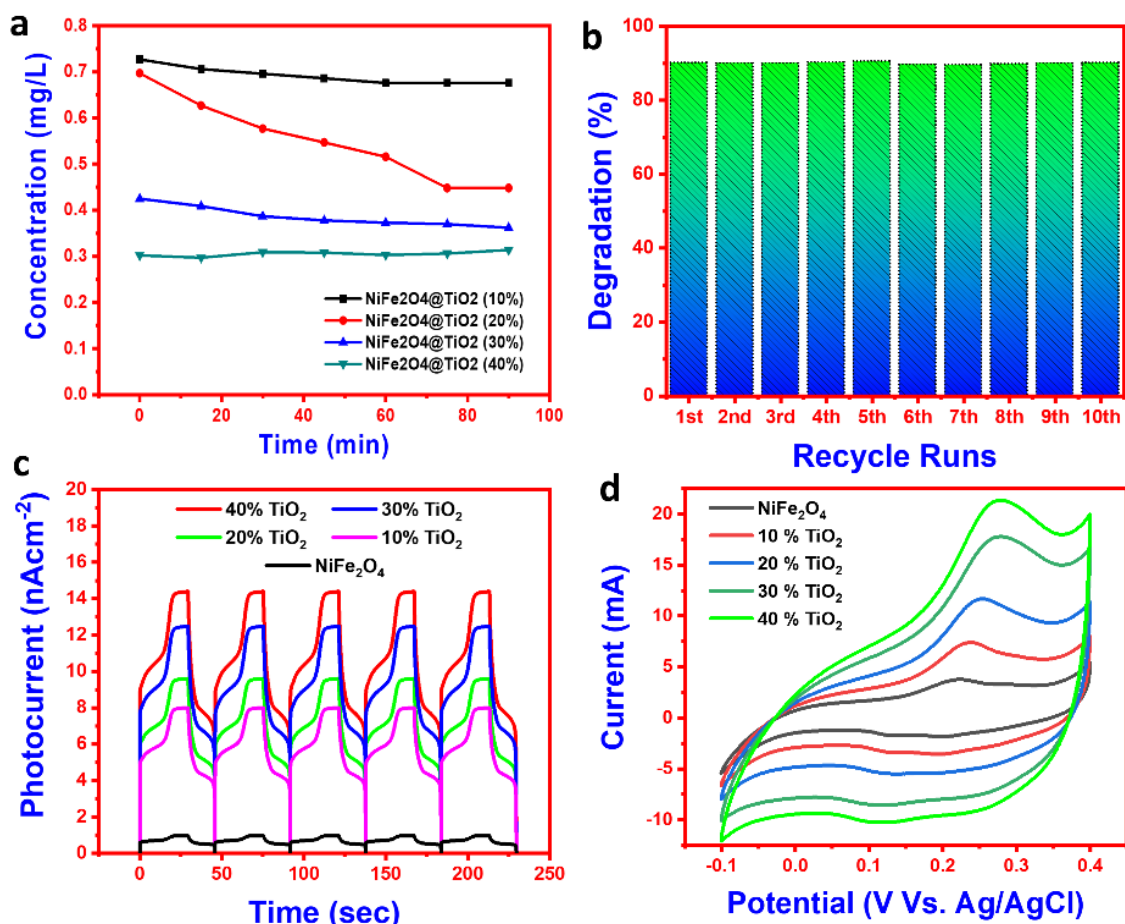 a
Concentration (mg/L)
0.8
0.7
0.6
0.5
0.4
0.3
0.2
0.1
0.0
NiFe2O4@TiO2 (10%)
NiFe2O4@TiO2 (20%)
NiFe2O4@TiO2 (30%)
NiFe2O4@TiO2 (40%)
0 20 40 60 80 100
Time (min)
b
Degradation (%)
100
80
60
40
20
0
1st 2nd 3rd 4th 5th 6th 7th 8th 9th 10th
Recycle Runs
c
Photocurrent (nAcm-2)
20
18
16
14
12
10
8
6
4
2
0
40% TiO₂ 30% TiO₂
20% TiO₂ 10% TiO₂
NiFe₂O₄
0 50 100 150 200 250
Time (sec)
d
Current (mA)
20
15
10
5
0
-5
-10
NiFe₂O₄
10 % TiO₂
20 % TiO₂
30 % TiO₂
40 % TiO₂
-0.1 0.0 0.1 0.2 0.3 0.4
Potential (V Vs. Ag/AgCl)